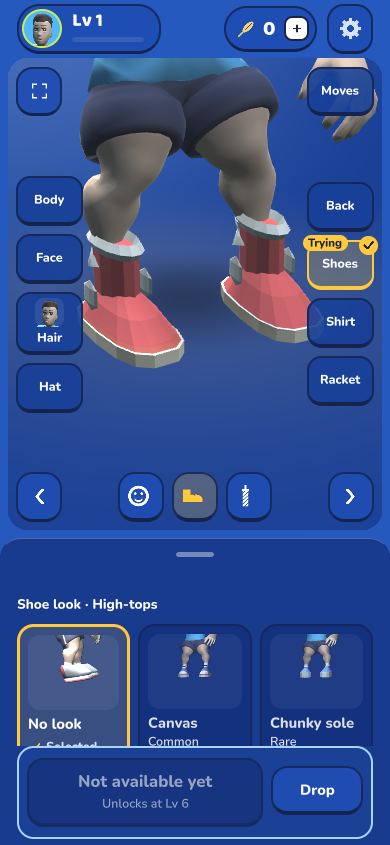 Lv 1
0
+
Moves
Body
Back
Face
Trying
Shoes
Hair
Shirt
Hat
Racket
Shoe look · High-tops
No look
✓ Selected
Canvas
Common
Chunky sole
Rare
Not available yet
Unlocks at Lv 6
Drop